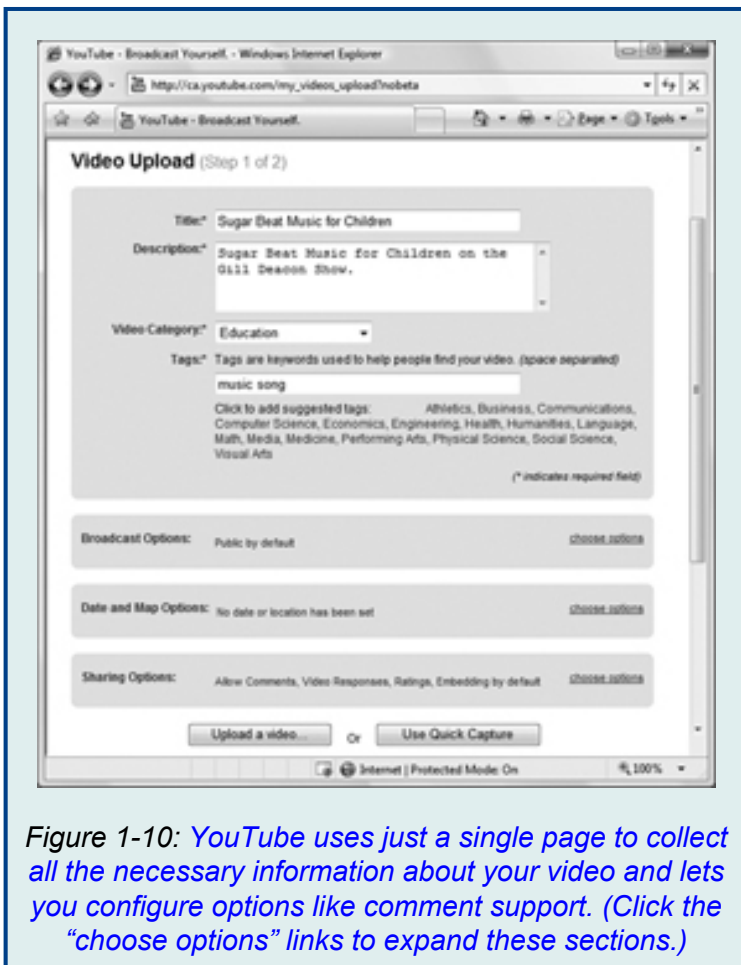 YouTube - Broadcast Yourself. - Windows Internet Explorer
http://ca.youtube.com/my_videos_upload?nobeta
YouTube - Broadcast Yourself.
Page
Tools
Video Upload (Step 1 of 2)
Title:* Sugar Beat Music for Children
Description:* Sugar Beat Music for Children on the
Gill Deacon Show.
Video Category:* Education
Tags:* Tags are keywords used to help people find your video. (space separated)
music song
Click to add suggested tags: Athletics, Business, Communications,
Computer Science, Economics, Engineering, Health, Humanities, Language,
Math, Media, Medicine, Performing Arts, Physical Science, Social Science,
Visual Arts
(* indicates required field)
Broadcast Options: Public by default choose options
Date and Map Options: No date or location has been set choose options
Sharing Options: Allow Comments, Video Responses, Ratings, Embedding by default choose options
Upload a video... Or Use Quick Capture
Internet | Protected Mode: On 100%
Figure 1-10: YouTube uses just a single page to collect
all the necessary information about your video and lets
you configure options like comment support. (Click the
“choose options” links to expand these sections.)